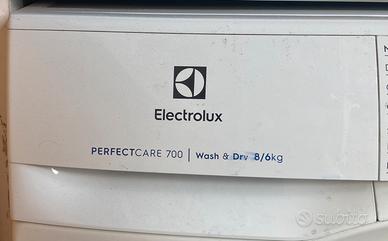 Electrolux
PERFECTCARE 700 | Wash & Dry 8/6kg
subito